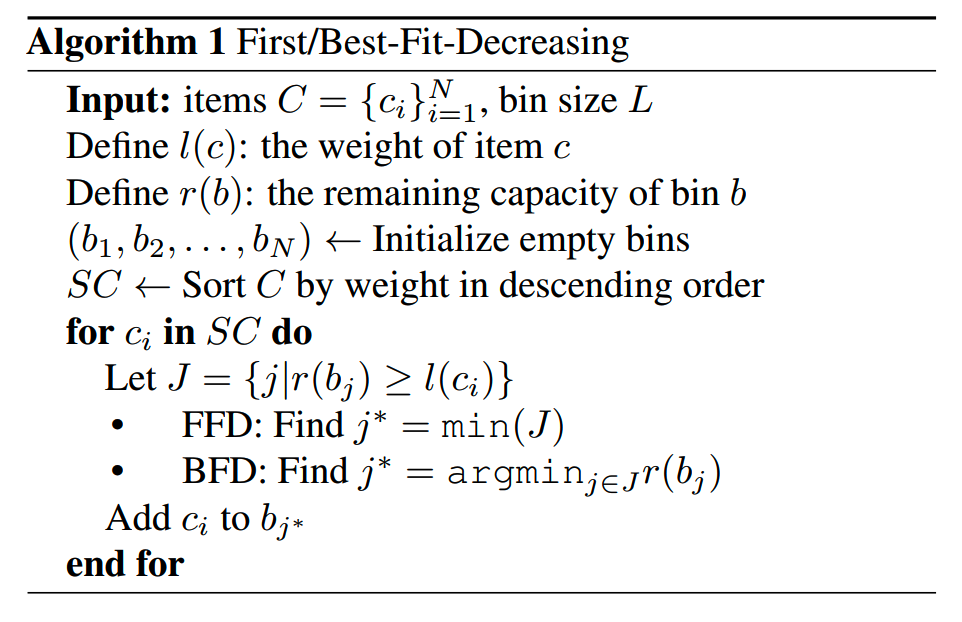 Algorithm 1 First/Best-Fit-Decreasing
Input: items $C = \{c_i\}_{i=1}^{N}$, bin size $L$
Define $l(c)$: the weight of item $c$
Define $r(b)$: the remaining capacity of bin $b$
$(b_1, b_2, \ldots, b_N) \leftarrow$ Initialize empty bins
$SC \leftarrow$ Sort $C$ by weight in descending order
for $c_i$ in $SC$ do
Let $J = \{j | r(b_j) \geq l(c_i)\}$
• FFD: Find $j^* = \texttt{min}(J)$
• BFD: Find $j^* = \texttt{argmin}_{j \in J} r(b_j)$
Add $c_i$ to $b_{j^*}$
end for